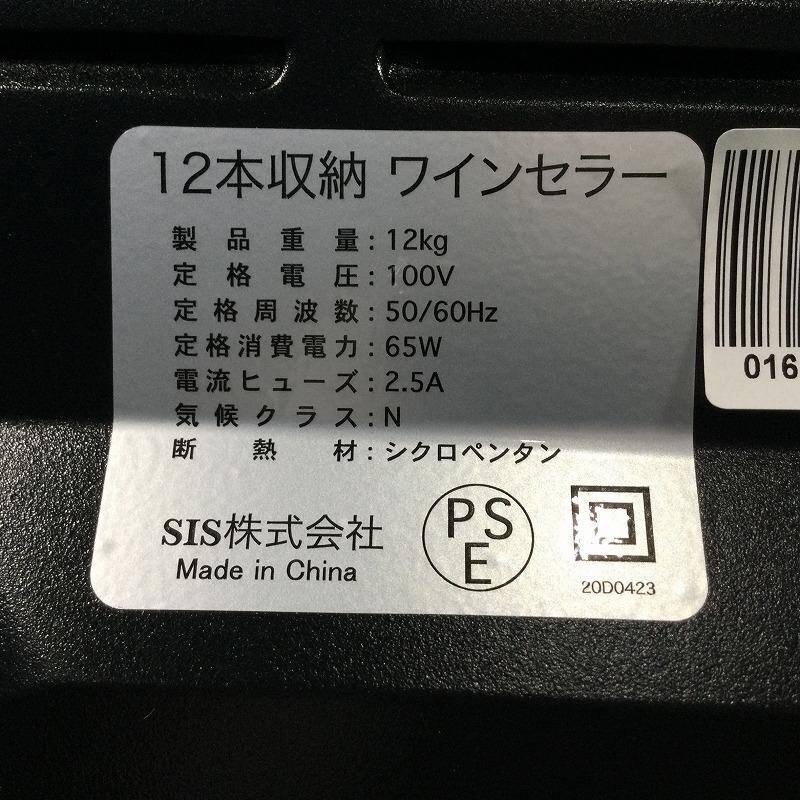 12本収納 ワインセラー
製品重量:12kg
定格電圧:100V
定格周波数:50/60Hz
定格消費電力:65W
電流ヒューズ:2.5A
気候クラス:N
断熱材:シクロペンタン
SIS株式会社
Made in China
PS
E
20D0423
016